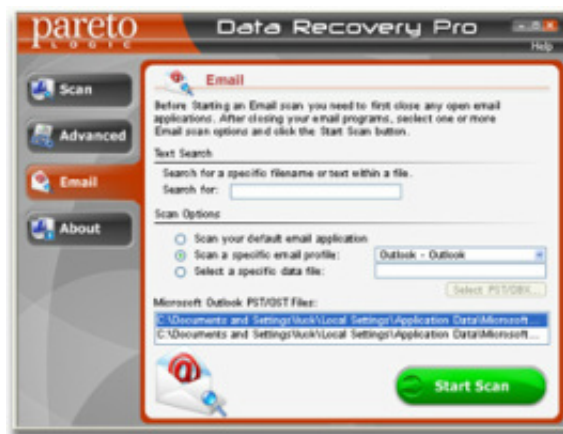 pareto
LOGIC
Data Recovery Pro
Help
Scan
Advanced
Email
About
Email
Before Starting an Email scan you need to first close any open email
applications. After closing your email programs, seclect one or more
Email scan options and click the Start Scan button.
Text Search
Search for a specific filename or text within a file.
Search for:
Scan Options
Scan your default email application
Scan a specific email profile:
Outlook - Outlook
Select a specific data file:
Select PST/DBX...
Microsoft Outlook PST/OST Files:
C:\Documents and Settings\lusk\Local Settings\Application Data\Microsoft...
C:\Documents and Settings\lusk\Local Settings\Application Data\Microsoft...
Start Scan